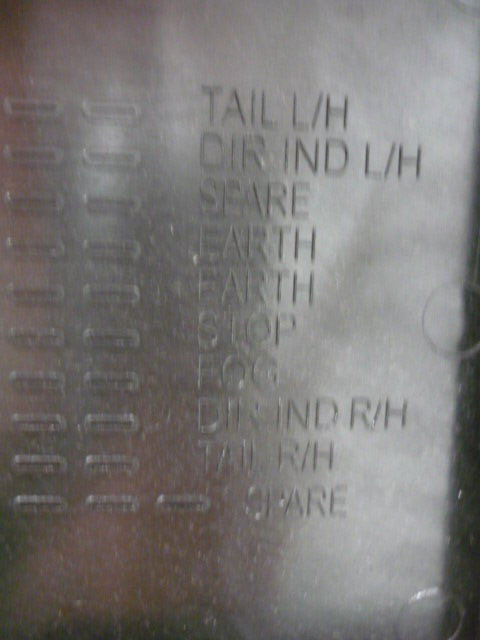 TAIL L/H
DIR-IND L/H
SPARE
EARTH
EARTH
STOP
FOG
DIR-IND R/H
TAIL R/H
SPARE